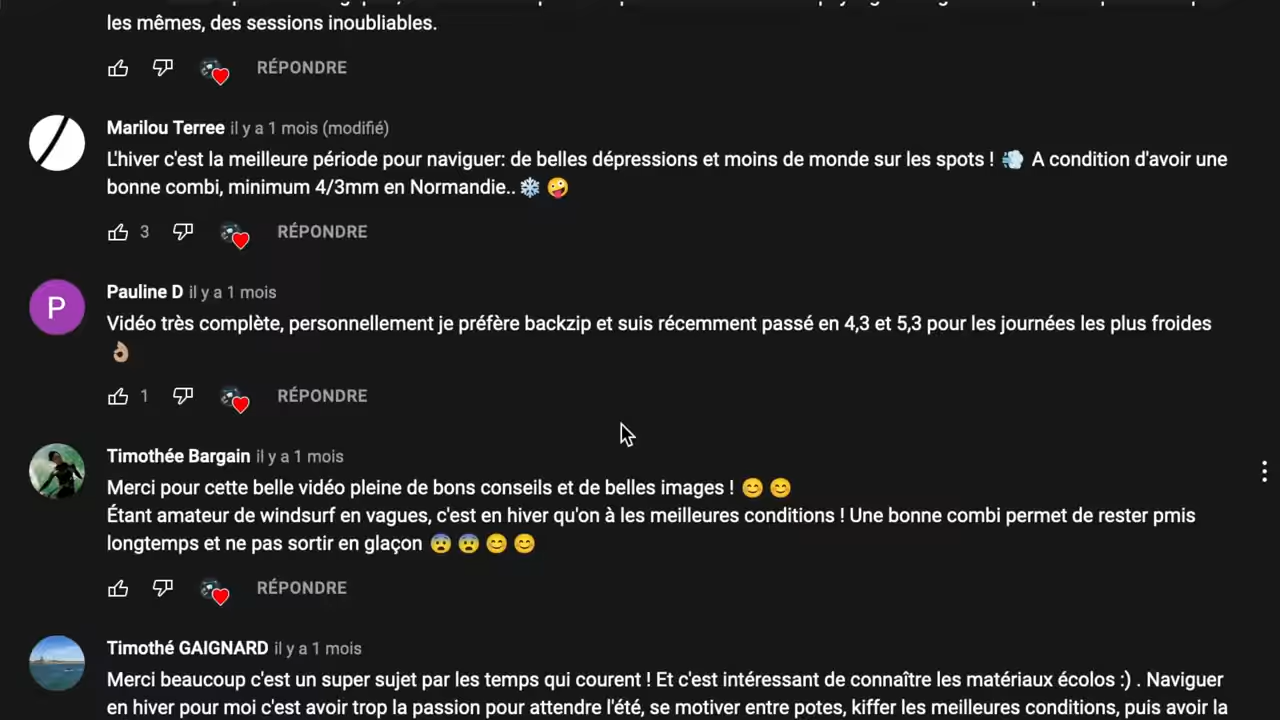 les mêmes, des sessions inoubliables.
RÉPONDRE
Marilou Terree il y a 1 mois (modifié)
L'hiver c'est la meilleure période pour naviguer: de belles dépressions et moins de monde sur les spots ! 💨 A condition d'avoir une
bonne combi, minimum 4/3mm en Normandie.. ❄️ 🤪
3 RÉPONDRE
P
Pauline D il y a 1 mois
Vidéo très complète, personnellement je préfère backzip et suis récemment passé en 4,3 et 5,3 pour les journées les plus froides
👌🏼
1 RÉPONDRE
Timothée Bargain il y a 1 mois
Merci pour cette belle vidéo pleine de bons conseils et de belles images ! 😊 😊
Étant amateur de windsurf en vagues, c'est en hiver qu'on à les meilleures conditions ! Une bonne combi permet de rester pmis
longtemps et ne pas sortir en glaçon 😨 😨 😊 😊
RÉPONDRE
Timothé GAIGNARD il y a 1 mois
Merci beaucoup c'est un super sujet par les temps qui courent ! Et c'est intéressant de connaître les matériaux écolos :) . Naviguer
en hiver pour moi c'est avoir trop la passion pour attendre l'été, se motiver entre potes, kiffer les meilleures conditions, puis avoir la